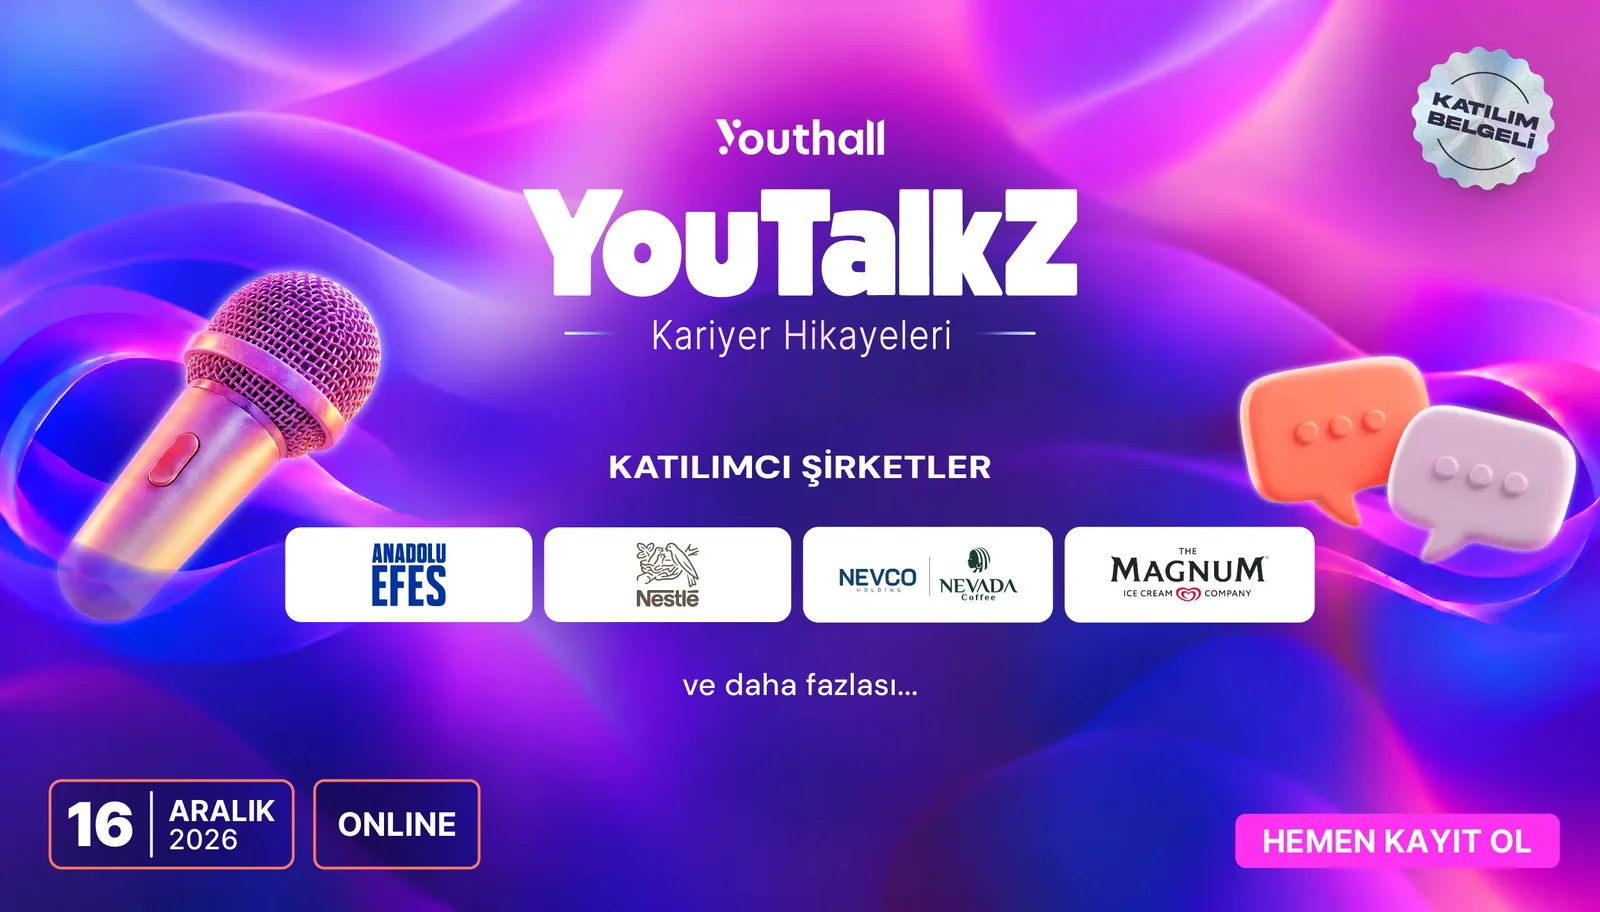 Youthall
KATILIM
BELGELİ
YouTalkZ
Kariyer Hikayeleri
KATILIMCI ŞİRKETLER
ANADOLU
EFES
Nestlé
NEVCO
HOLDING
NEVADA
Coffee
THE
MAGNUM
ICE CREAM COMPANY
ve daha fazlası...
16 ARALIK
2026
ONLINE
HEMEN KAYIT OL